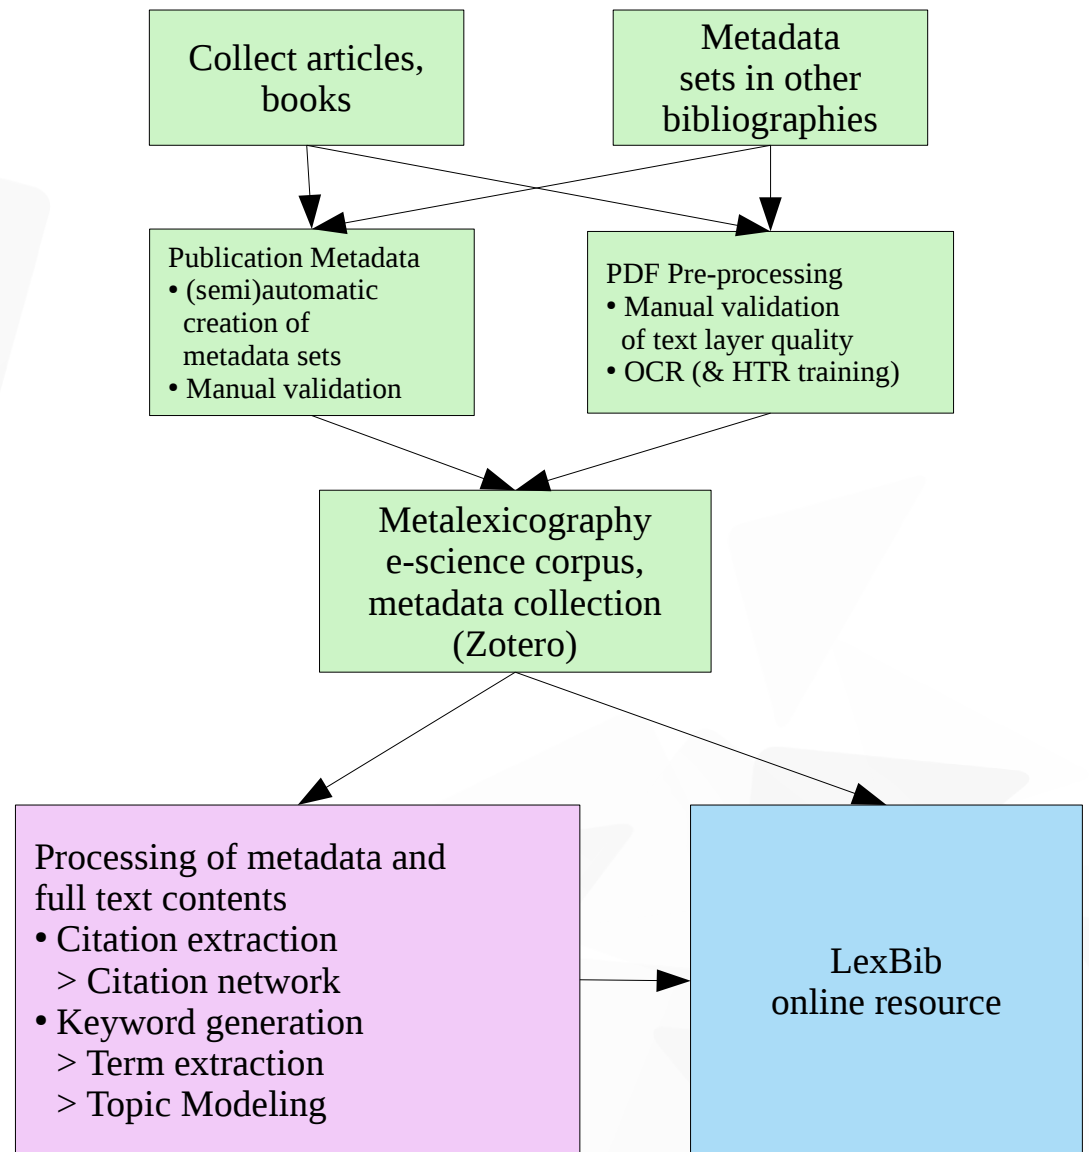 Collect articles,
books
Metadata
sets in other
bibliographies
Publication Metadata
• (semi)automatic
creation of
metadata sets
• Manual validation
PDF Pre-processing
• Manual validation
of text layer quality
• OCR (& HTR training)
Metalexicography
e-science corpus,
metadata collection
(Zotero)
Processing of metadata and
full text contents
• Citation extraction
> Citation network
• Keyword generation
> Term extraction
> Topic Modeling
LexBib
online resource